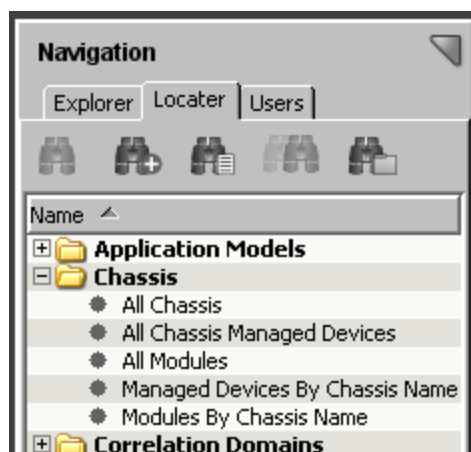 Navigation
Explorer Locater Users
Name
Application Models
Chassis
All Chassis
All Chassis Managed Devices
All Modules
Managed Devices By Chassis Name
Modules By Chassis Name
Correlation Domains